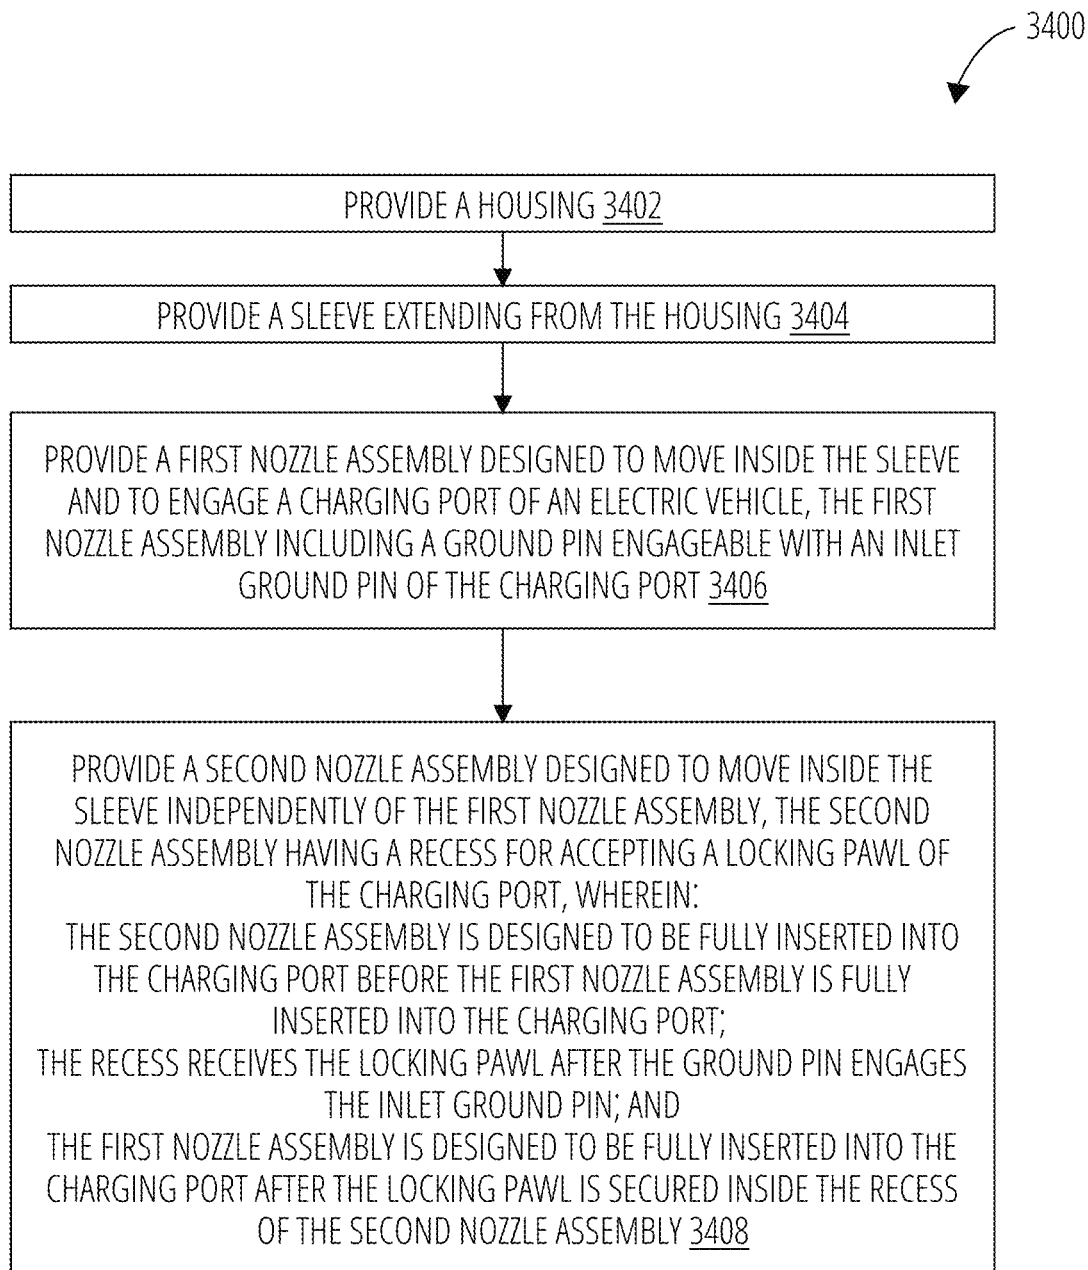 3400
PROVIDE A HOUSING 3402
PROVIDE A SLEEVE EXTENDING FROM THE HOUSING 3404
PROVIDE A FIRST NOZZLE ASSEMBLY DESIGNED TO MOVE INSIDE THE SLEEVE
AND TO ENGAGE A CHARGING PORT OF AN ELECTRIC VEHICLE, THE FIRST
NOZZLE ASSEMBLY INCLUDING A GROUND PIN ENGAGEABLE WITH AN INLET
GROUND PIN OF THE CHARGING PORT 3406
PROVIDE A SECOND NOZZLE ASSEMBLY DESIGNED TO MOVE INSIDE THE
SLEEVE INDEPENDENTLY OF THE FIRST NOZZLE ASSEMBLY, THE SECOND
NOZZLE ASSEMBLY HAVING A RECESS FOR ACCEPTING A LOCKING PAWL OF
THE CHARGING PORT, WHEREIN:
THE SECOND NOZZLE ASSEMBLY IS DESIGNED TO BE FULLY INSERTED INTO
THE CHARGING PORT BEFORE THE FIRST NOZZLE ASSEMBLY IS FULLY
INSERTED INTO THE CHARGING PORT;
THE RECESS RECEIVES THE LOCKING PAWL AFTER THE GROUND PIN ENGAGES
THE INLET GROUND PIN; AND
THE FIRST NOZZLE ASSEMBLY IS DESIGNED TO BE FULLY INSERTED INTO THE
CHARGING PORT AFTER THE LOCKING PAWL IS SECURED INSIDE THE RECESS
OF THE SECOND NOZZLE ASSEMBLY 3408